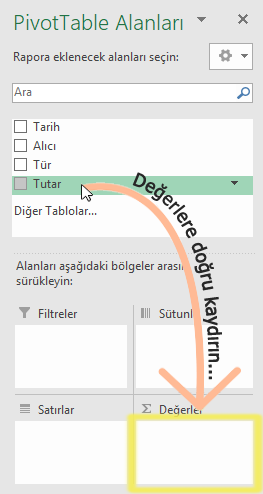 PivotTable Alanları
Rapora eklenecek alanları seçin:
Ara
Tarih
Alıcı
Tür
Tutar
Diğer Tablolar...
Değerlere doğru kaydırın...
Alanları aşağıdaki bölgeler arasın
sürükleyin:
Filtreler
Sütunl
Satırlar
Değerler